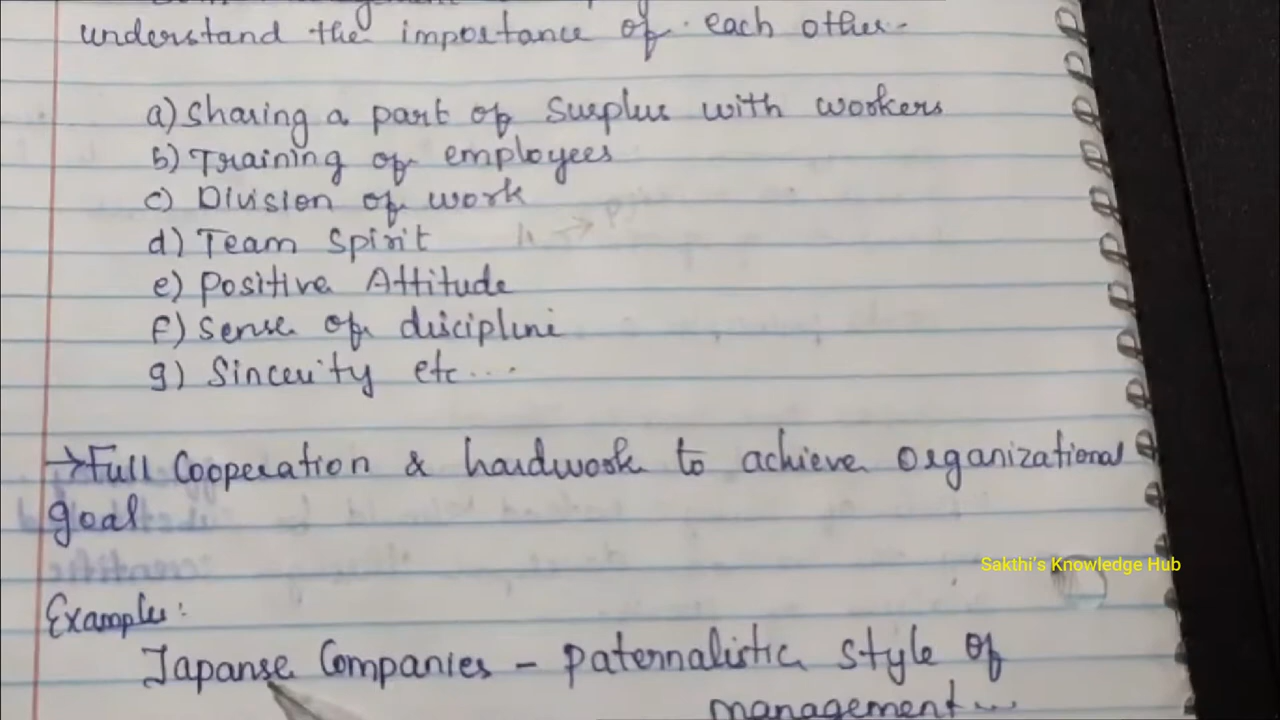 understand the importance of each other.
a) Sharing a part of Surplus with workers
b) Training of employees
c) Division of work
d) Team Spirit
e) Positive Attitude
f) Sense of discipline
g) Sincerity etc...
→ Full Cooperation & hardwork to achieve organizational
goal
Sakthi's Knowledge Hub
Example:
Japanse Companies - Paternalistic style of
management...